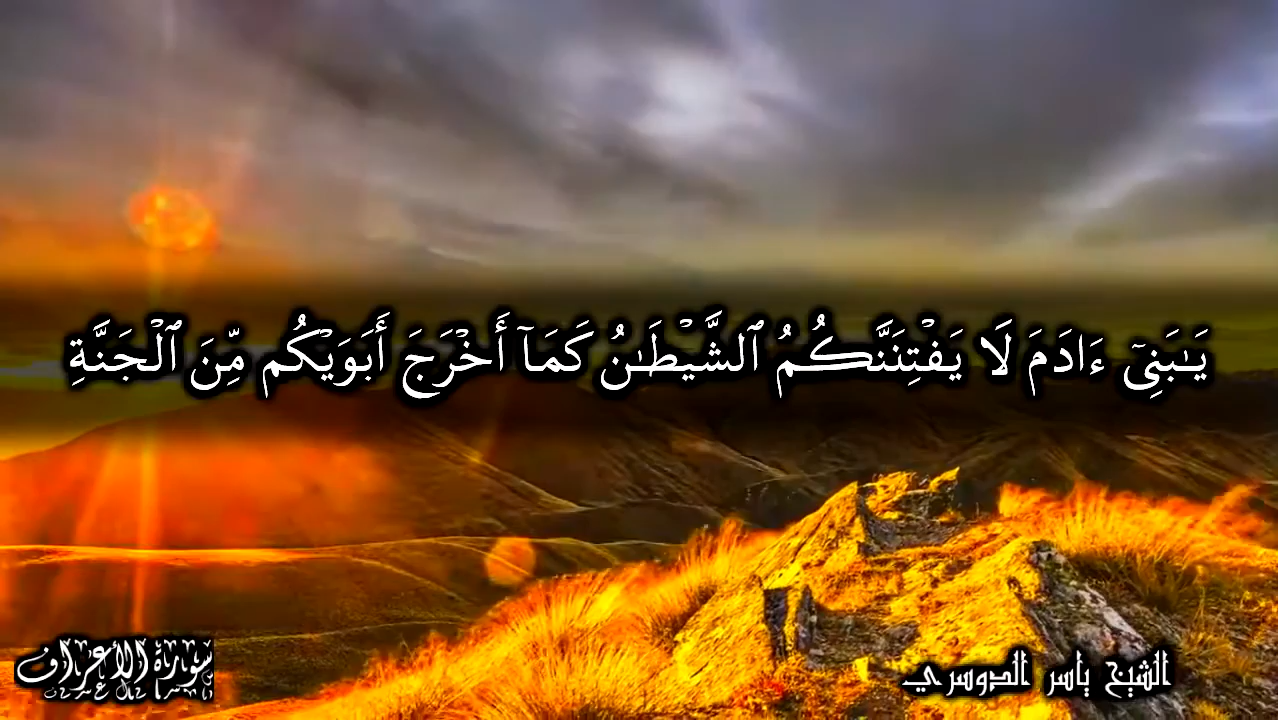 يَـٰبَنِىٓ ءَادَمَ لَا يَفْتِنَنَّكُمُ ٱلشَّيْطَـٰنُ كَمَآ أَخْرَجَ أَبَوَيْكُم مِّنَ ٱلْجَنَّةِ
الشيخ ياسر الدوسري
سورة الأعراف